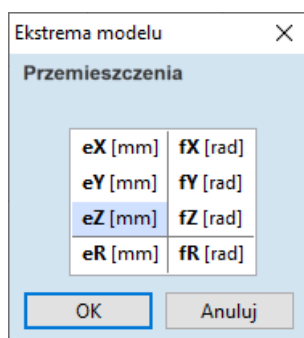 Ekstrema modelu
Przemieszczenia
eX [mm] fX [rad]
eY [mm] fY [rad]
eZ [mm] fZ [rad]
eR [mm] fR [rad]
OK Anuluj